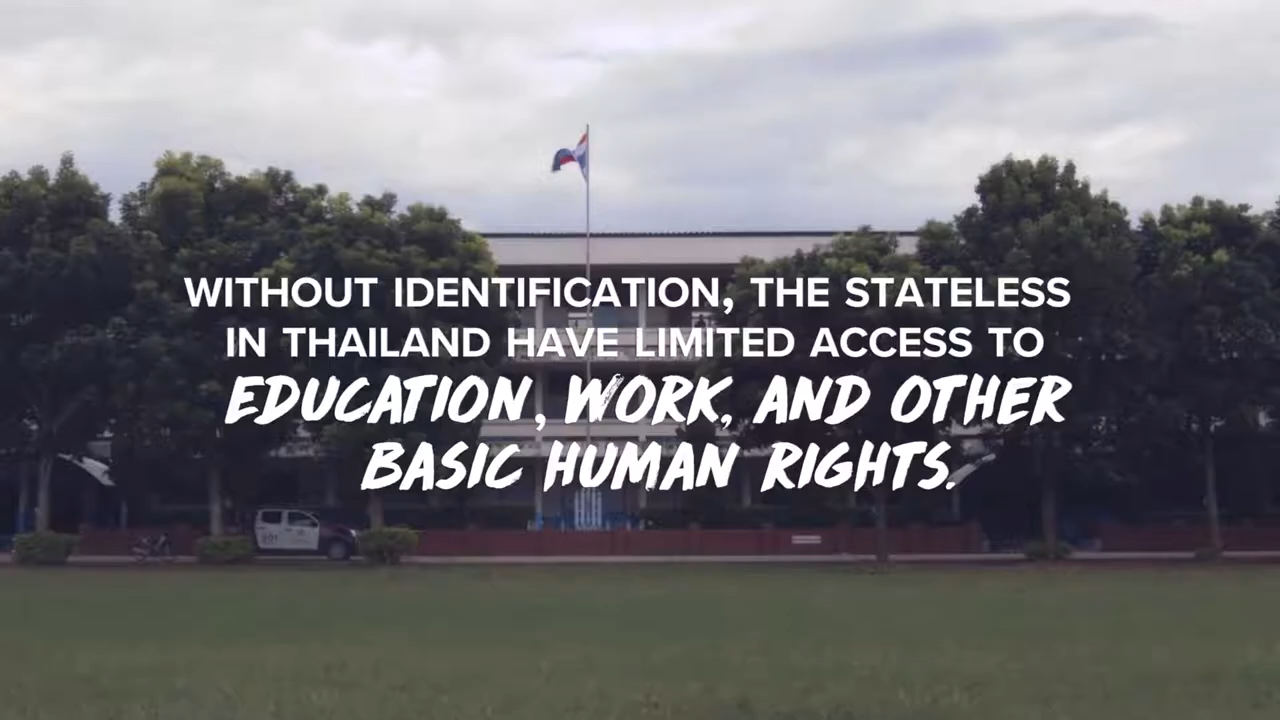 WITHOUT IDENTIFICATION, THE STATELESS
IN THAILAND HAVE LIMITED ACCESS TO
EDUCATION, WORK, AND OTHER
BASIC HUMAN RIGHTS.